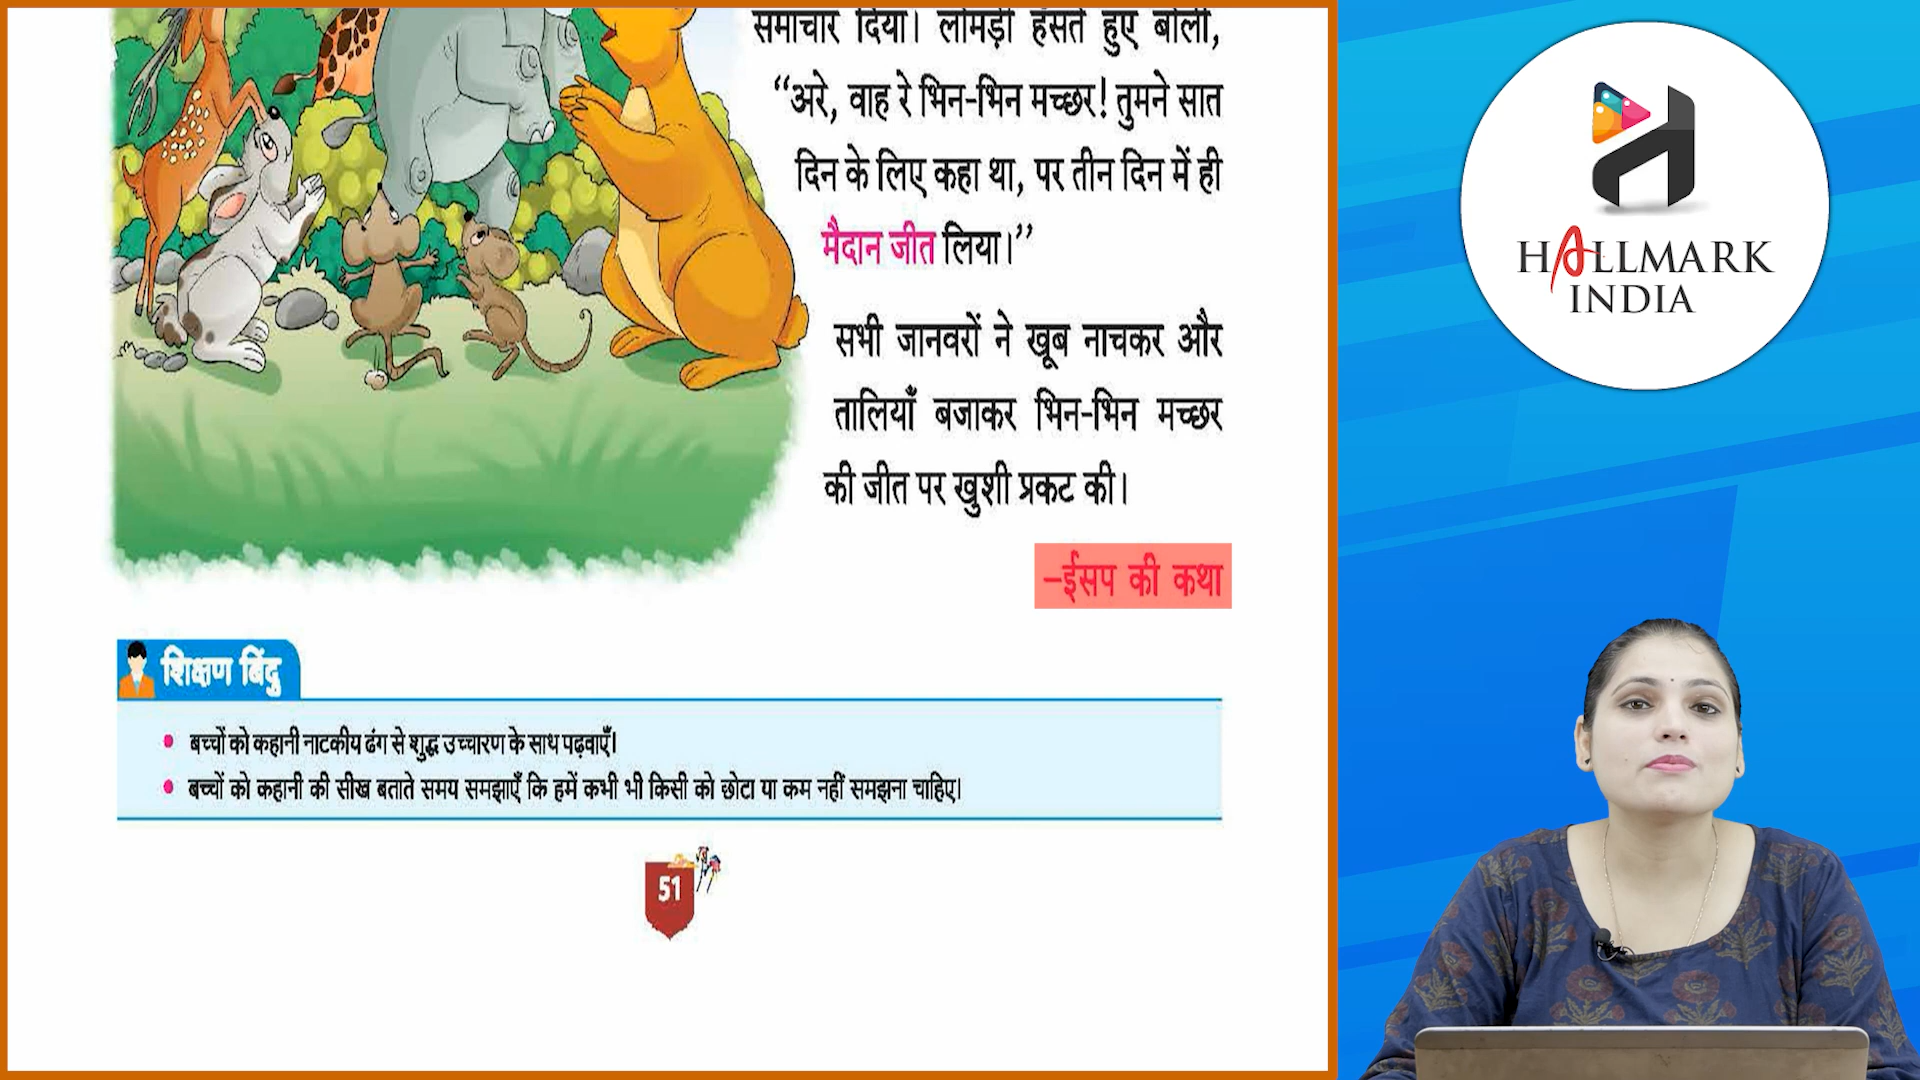 समाचार दिया। लोमड़ी हँसते हुए बोली,
“अरे, वाह रे भिन-भिन मच्छर! तुमने सात
दिन के लिए कहा था, पर तीन दिन में ही
मैदान जीत लिया।”
सभी जानवरों ने खूब नाचकर और
तालियाँ बजाकर भिन-भिन मच्छर
की जीत पर खुशी प्रकट की।
–ईसप की कथा
शिक्षण बिंदु
• बच्चों को कहानी नाटकीय ढंग से शुद्ध उच्चारण के साथ पढ़वाएँ।
• बच्चों को कहानी की सीख बताते समय समझाएँ कि हमें कभी भी किसी को छोटा या कम नहीं समझना चाहिए।
51
HALLMARK
INDIA